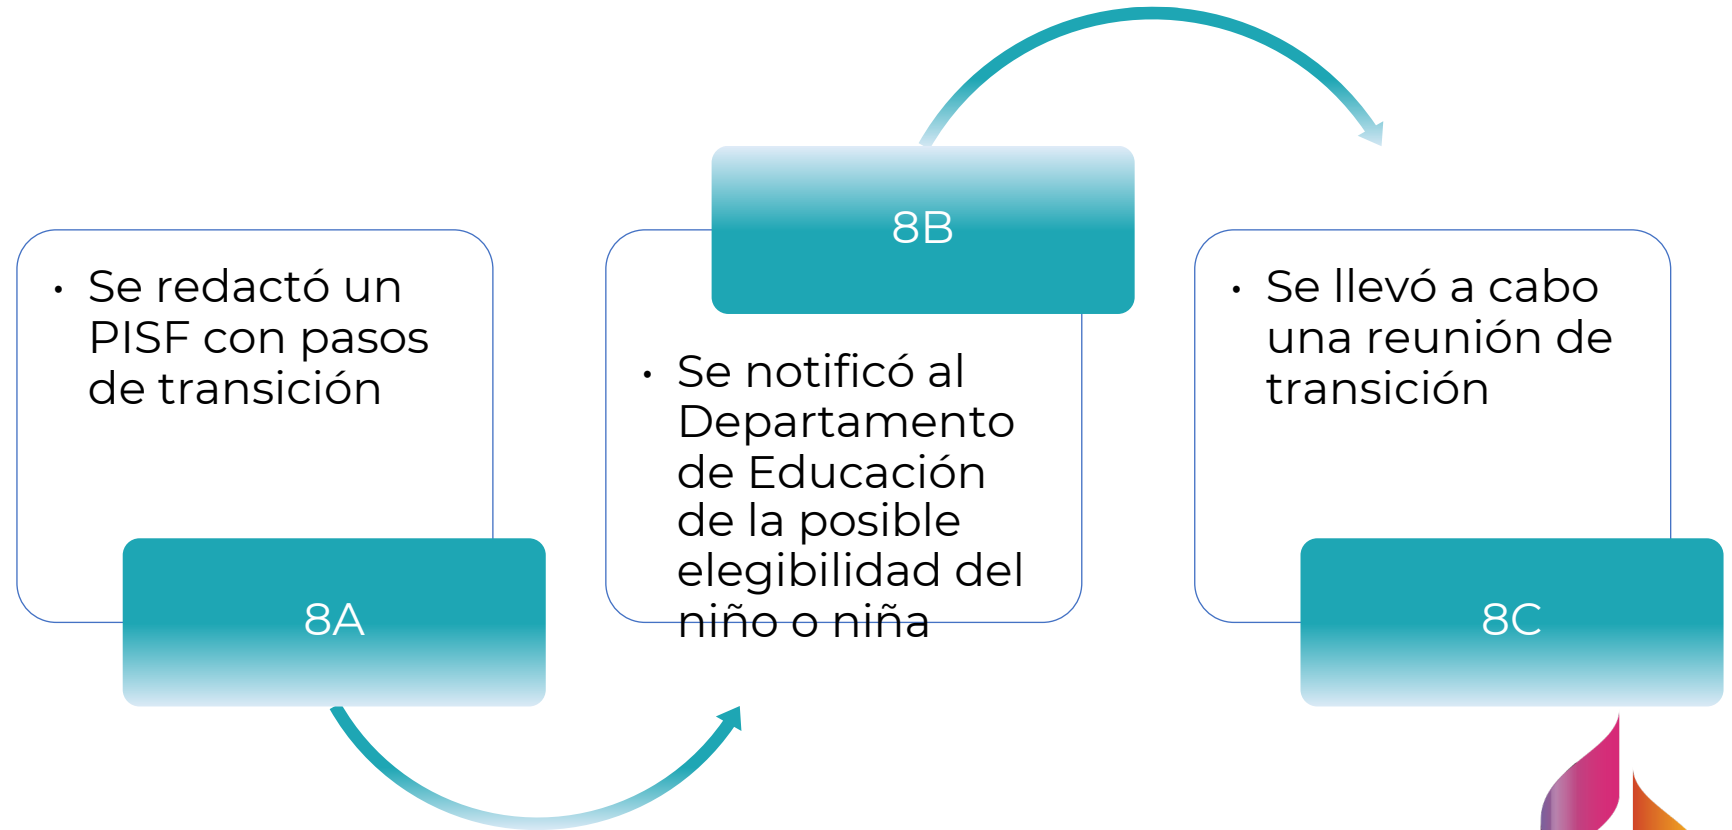 • Se redactó un
PISF con pasos
de transición
8A
8B
• Se notificó al
Departamento
de Educación
de la posible
elegibilidad del
niño o niña
• Se llevó a cabo
una reunión de
transición
8C